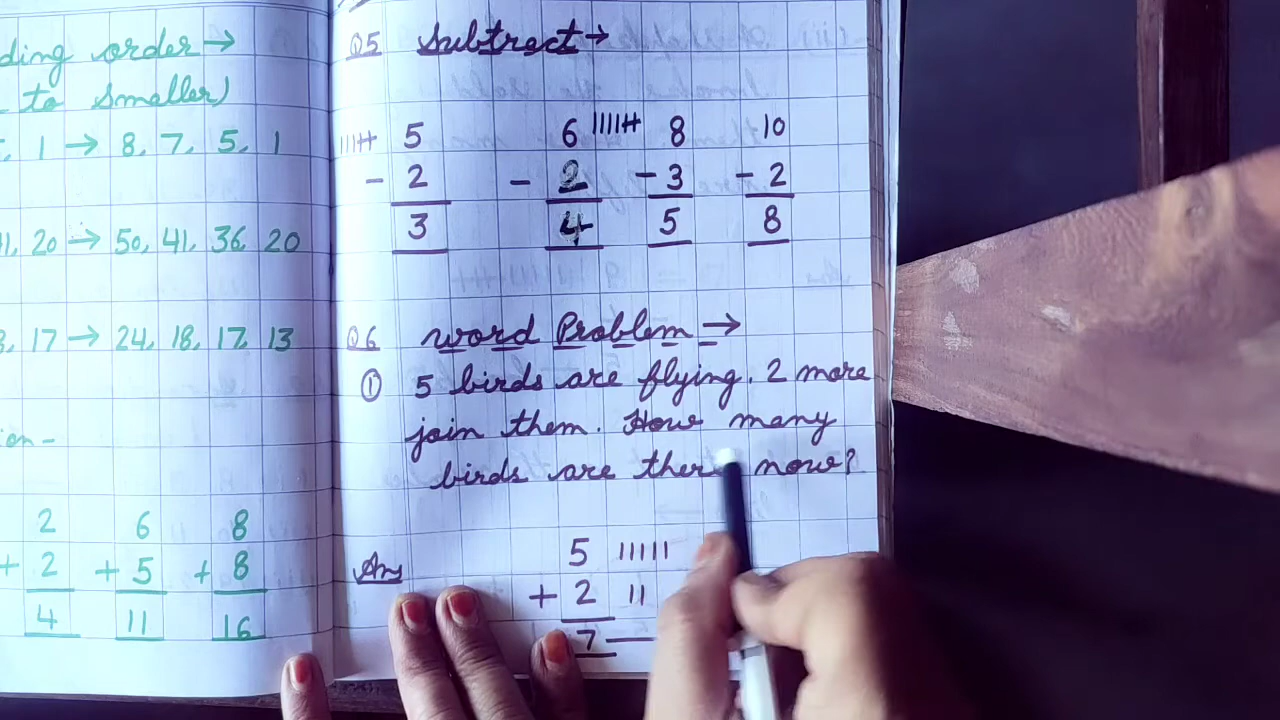 ding order →
to smaller)
1 → 8, 7, 5, 1
20 → 50, 41, 36, 20
17 → 24, 18, 17, 13
ion-
2 6 8
+ 2 + 5 + 8
4 11 16
Q5 Subtract →
5 6 8 10
- 2 - 2 - 3 - 2
3 4 5 8
Q6 word Problem →
① 5 birds are flying. 2 more
join them. How many
birds are there now?
Ans 5
+ 2
7